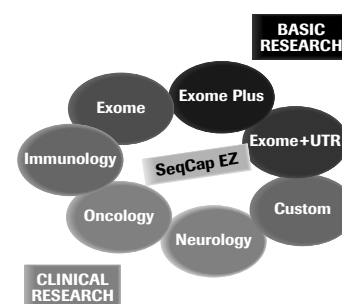 BASIC
RESEARCH
Exome Plus
Exome
Exome+UTR
Immunology
SeqCap EZ
Oncology
Custom
Neurology
CLINICAL
RESEARCH